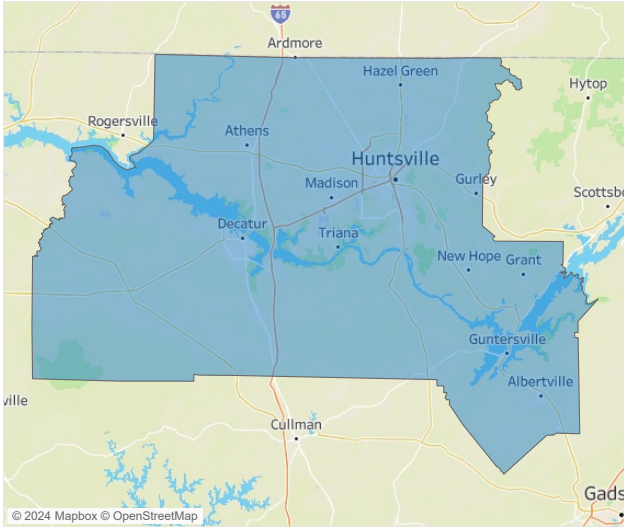 65
Ardmore
Hazel Green
Hytop
Rogersville
Athens
Huntsville
Madison
Gurley
Scottsbo
Decatur
Triana
New Hope
Grant
Guntersville
Albertville
ville
Cullman
Gads
© 2024 Mapbox © OpenStreetMap